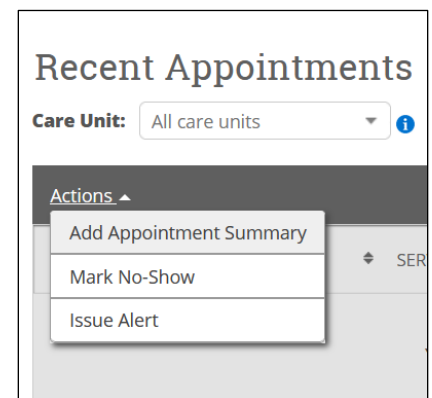 Recent Appointments
Care Unit: All care units
Actions
Add Appointment Summary
SER
Mark No-Show
Issue Alert